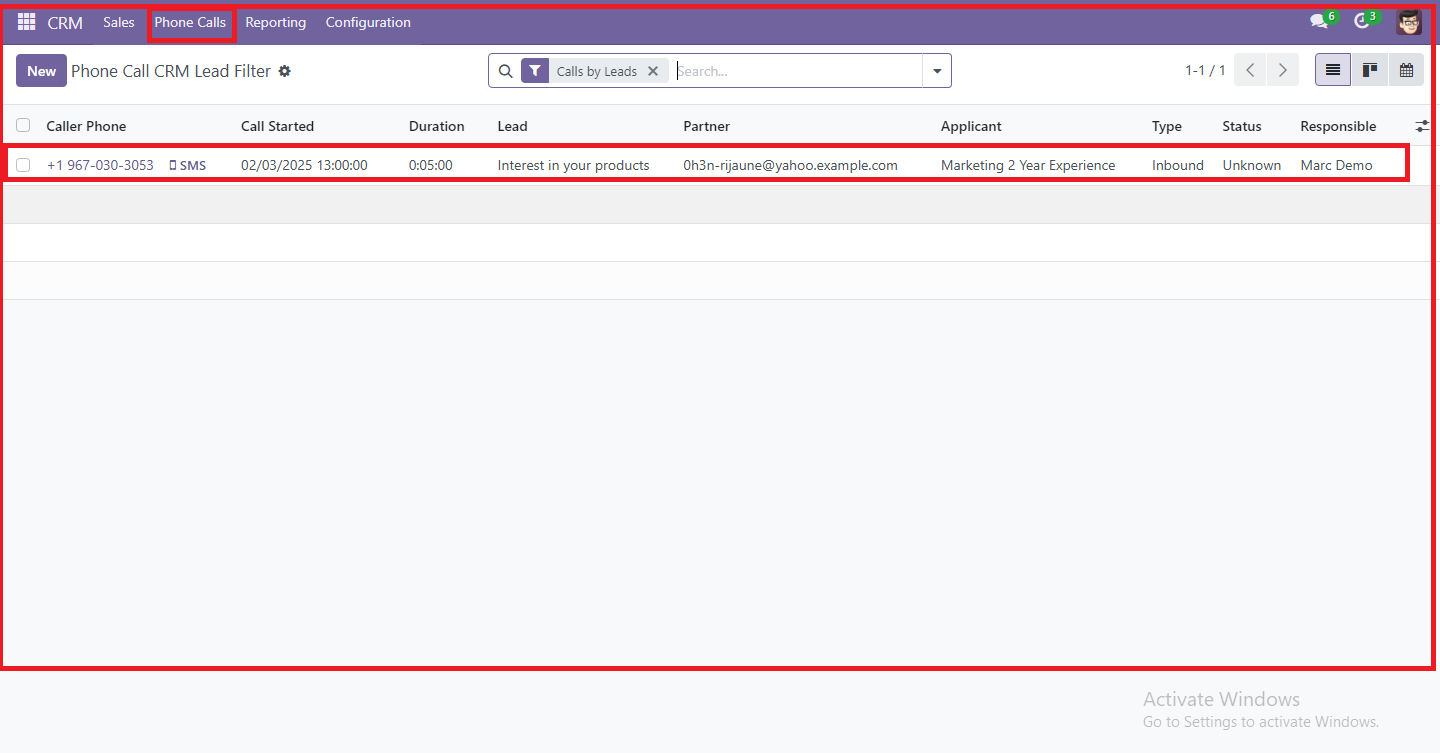 CRM Sales Phone Calls Reporting Configuration 6 3
New Phone Call CRM Lead Filter Calls by Leads Search... 1-1 / 1
Caller Phone Call Started Duration Lead Partner Applicant Type Status Responsible
+1 967-030-3053 SMS 02/03/2025 13:00:00 0:05:00 Interest in your products 0h3n-rijaune@yahoo.example.com Marketing 2 Year Experience Inbound Unknown Marc Demo
Activate Windows
Go to Settings to activate Windows.